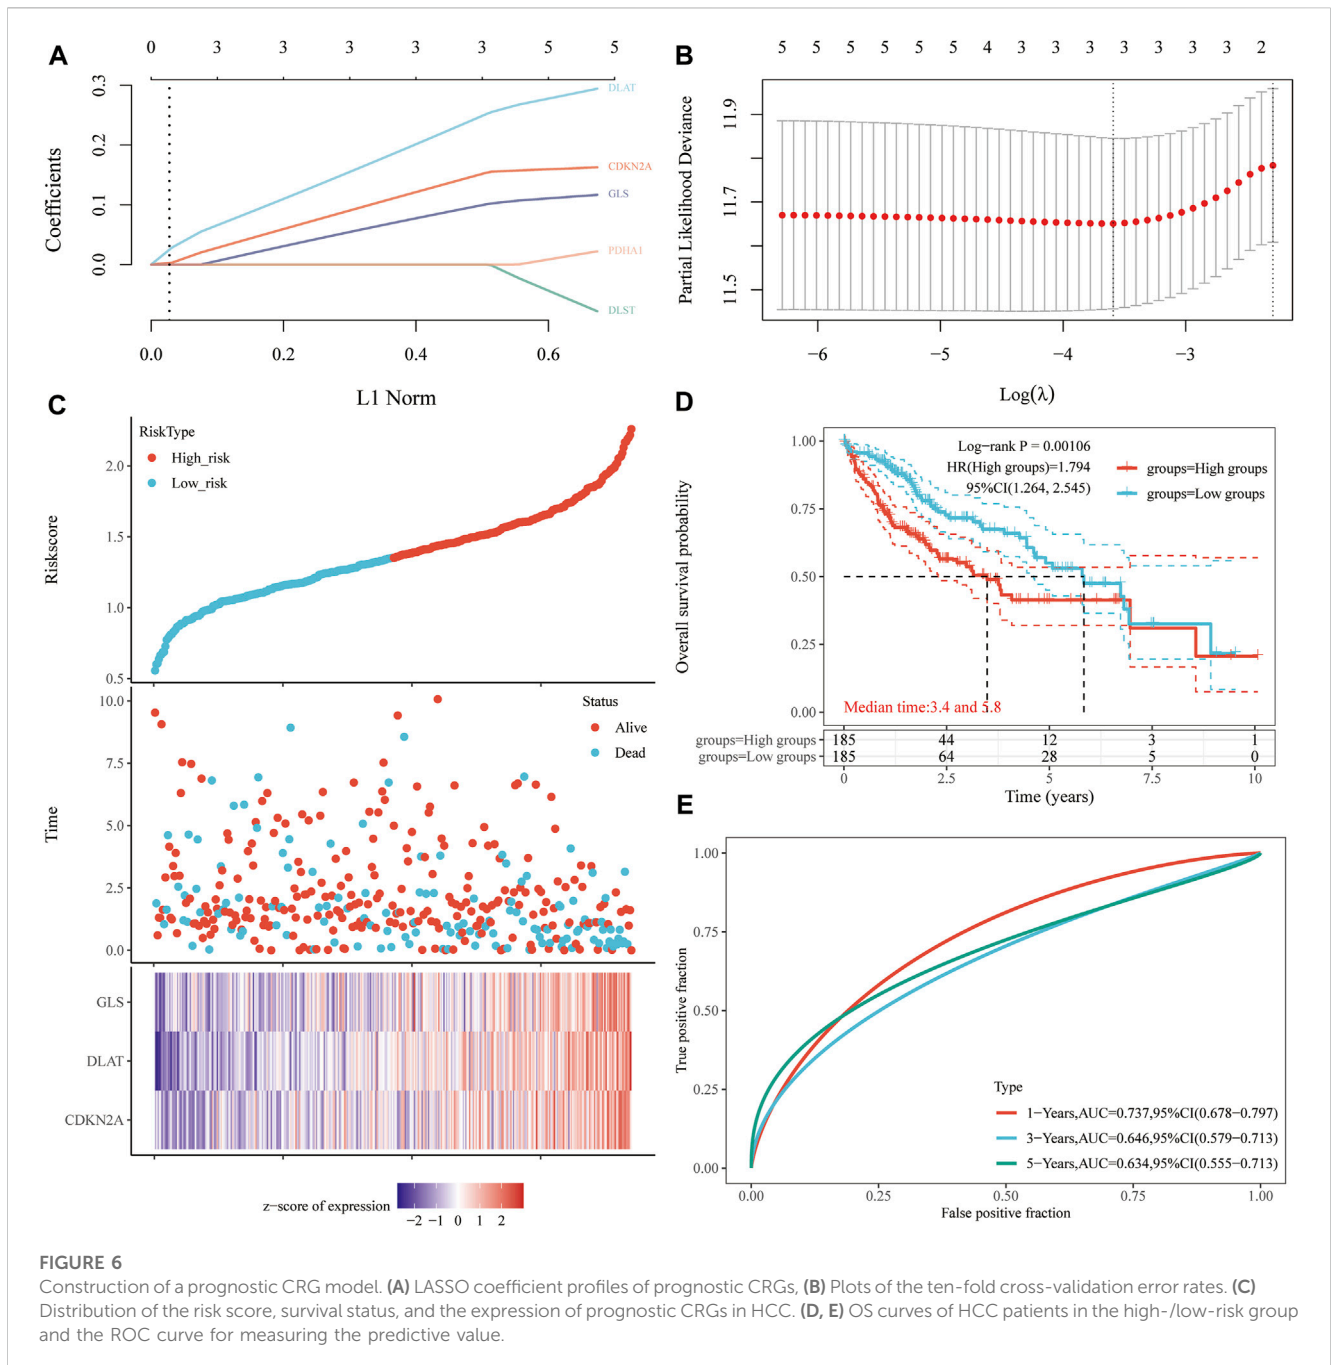 A
0 3 3 3 3 3 5 5
Coefficients
0.3
0.2
0.1
0.0
DLAT
CDKN2A
GLS
PDHA1
DLST
0.0 0.2 0.4 0.6
L1 Norm
B
5 5 5 5 5 5 4 3 3 3 3 3 3 2
Partial Likelihood Deviance
11.9
11.7
11.5
−6 −5 −4 −3
Log(λ)
C
RiskType
High_risk
Low_risk
Riskscore
2.0
1.5
1.0
0.5
Status
Alive
Dead
Time
10.0
7.5
5.0
2.5
0.0
GLS
DLAT
CDKN2A
z−score of expression
−2 −1 0 1 2
D
Overall survival probability
1.00
0.75
0.50
0.25
0.00
Log−rank P = 0.00106
HR(High groups)=1.794
95%CI(1.264, 2.545)
groups=High groups
groups=Low groups
Median time:3.4 and 5.8
groups=High groups 185 44 12 3 1
groups=Low groups 185 64 28 5 0
0 2.5 5 7.5 10
Time (years)
E
True positive fraction
1.00
0.75
0.50
0.25
0.00
Type
1−Years,AUC=0.737,95%CI(0.678−0.797)
3−Years,AUC=0.646,95%CI(0.579−0.713)
5−Years,AUC=0.634,95%CI(0.555−0.713)
0.00 0.25 0.50 0.75 1.00
False positive fraction
FIGURE 6
Construction of a prognostic CRG model. (A) LASSO coefficient profiles of prognostic CRGs, (B) Plots of the ten-fold cross-validation error rates. (C)
Distribution of the risk score, survival status, and the expression of prognostic CRGs in HCC. (D, E) OS curves of HCC patients in the high-/low-risk group
and the ROC curve for measuring the predictive value.